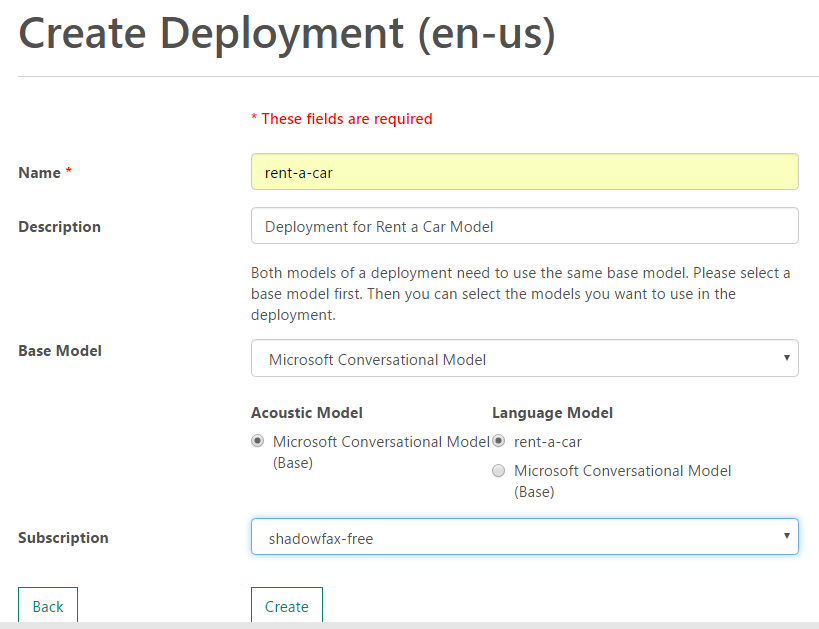 Create Deployment (en-us)
* These fields are required
Name *
rent-a-car
Description
Deployment for Rent a Car Model
Both models of a deployment need to use the same base model. Please select a
base model first. Then you can select the models you want to use in the
deployment.
Base Model
Microsoft Conversational Model
Acoustic Model
Microsoft Conversational Model
(Base)
Language Model
rent-a-car
Microsoft Conversational Model
(Base)
Subscription
shadowfax-free
Back
Create